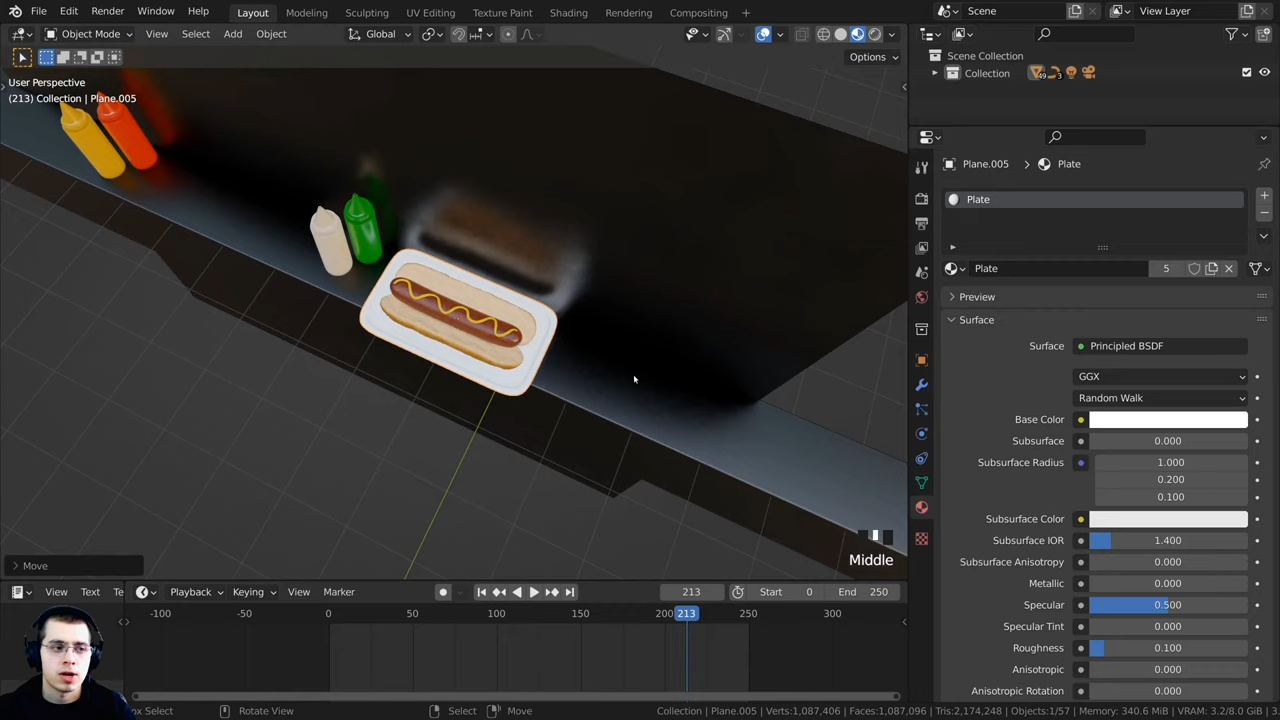 File Edit Render Window Help Layout Modeling Sculpting UV Editing Texture Paint Shading Rendering Compositing Scene View Layer
Object Mode View Select Add Object Global
Options
User Perspective
(213) Collection | Plane.005
Scene Collection
Collection 49 3
Plane.005 Plate
Plate
Plate 5
Preview
Surface
Surface Principled BSDF
GGX
Random Walk
Base Color
Subsurface 0.000
Subsurface Radius 1.000
0.200
0.100
Subsurface Color
Subsurface IOR 1.400
Subsurface Anisotropy 0.000
Metallic 0.000
Specular 0.500
Specular Tint 0.000
Roughness 0.100
Anisotropic 0.000
Anisotropic Rotation 0.000
Middle
Move
View Te Playback Keying View Marker 213 Start 0 End 250
-100 -50 0 50 100 150 200 213 250 300
ox Select Rotate View Select Move Collection | Plane.005 Verts:1,087,406 Faces:1,087,096 Tris:2,174,248 Objects:1/57 Memory: 340.6 MiB VRAM: 3.2/8.0 GiB 3.